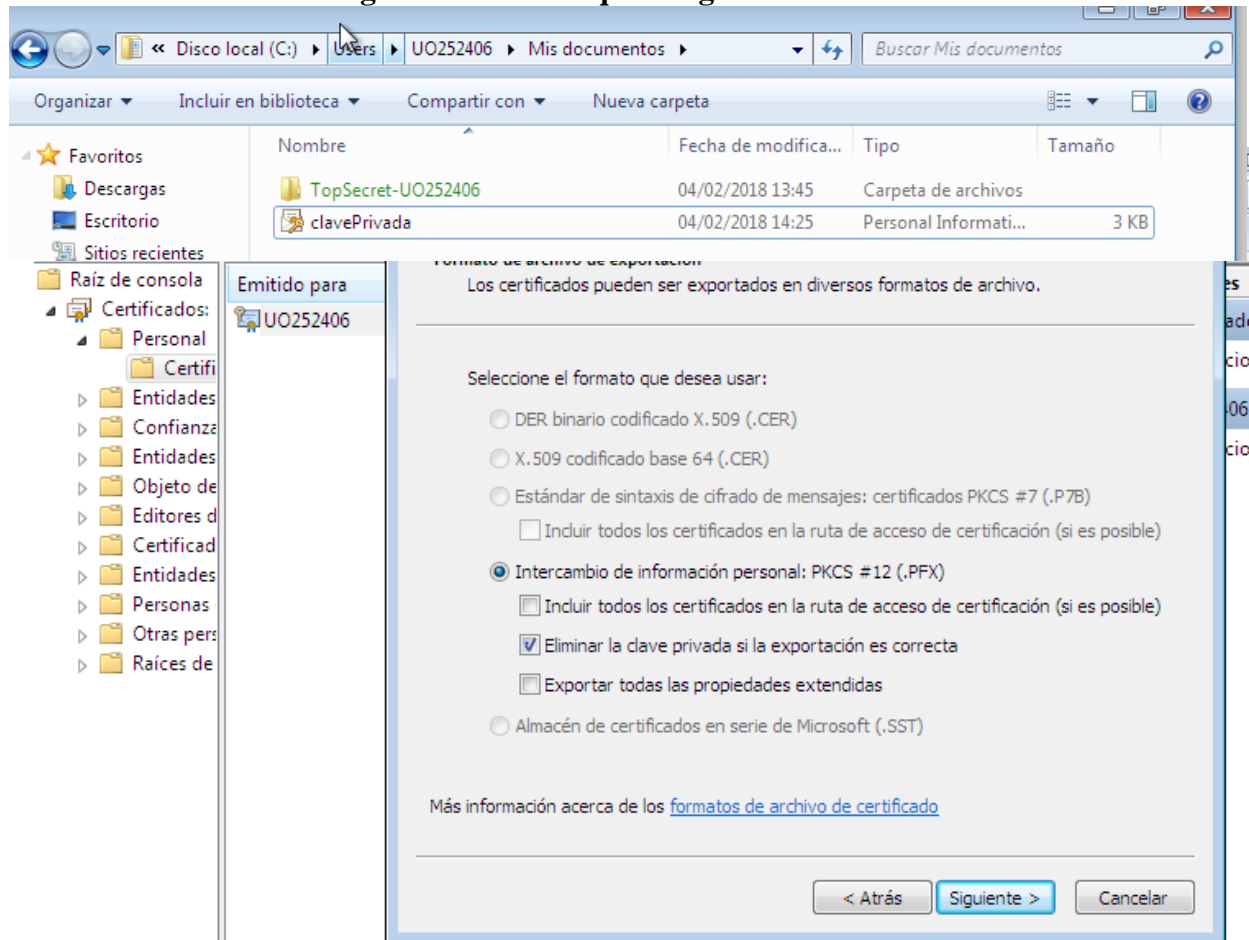 « Disco local (C:) Users UO252406 Mis documentos Buscar Mis documentos
Organizar Incluir en biblioteca Compartir con Nueva carpeta
Nombre Fecha de modifica... Tipo Tamaño
Favoritos
Descargas TopSecret-UO252406 04/02/2018 13:45 Carpeta de archivos
Escritorio clavePrivada 04/02/2018 14:25 Personal Informati... 3 KB
Sitios recientes
Formato de archivo de exportación
Raíz de consola Emitido para Los certificados pueden ser exportados en diversos formatos de archivo.
Certificados: UO252406
Personal
Certifi
Seleccione el formato que desea usar:
Entidades
DER binario codificado X.509 (.CER)
Confianza
X.509 codificado base 64 (.CER)
Entidades
Objeto de
Estándar de sintaxis de cifrado de mensajes: certificados PKCS #7 (.P7B)
Editores d
Incluir todos los certificados en la ruta de acceso de certificación (si es posible)
Certificad
Entidades
Intercambio de información personal: PKCS #12 (.PFX)
Personas
Incluir todos los certificados en la ruta de acceso de certificación (si es posible)
Otras pers
Eliminar la clave privada si la exportación es correcta
Raíces de
Exportar todas las propiedades extendidas
Almacén de certificados en serie de Microsoft (.SST)
Más información acerca de los formatos de archivo de certificado
< Atrás Siguiente > Cancelar